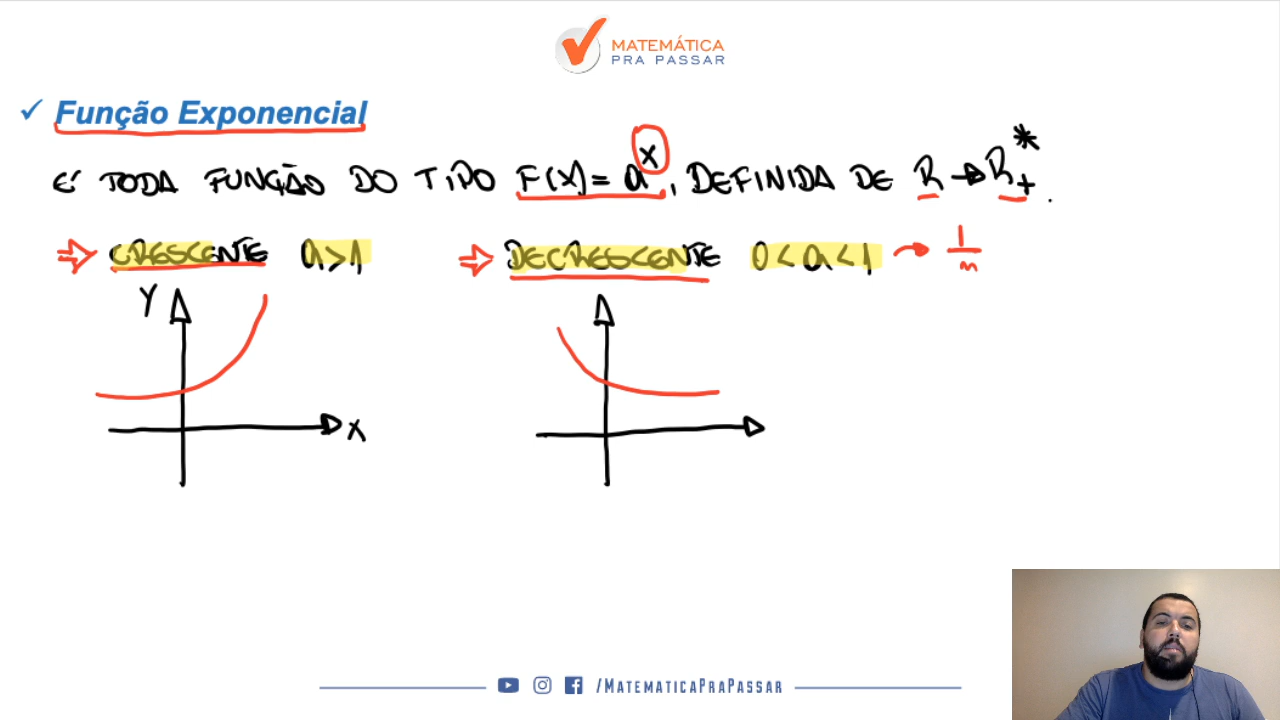 MATEMÁTICA
PRA PASSAR
✓ Função Exponencial
É TODA FUNÇÃO DO TIPO F(X) = a^X, DEFINIDA DE R → R₊*.
⇒ CRESCENTE a > 1 ⇒ DECRESCENTE 0 < a < 1 → 1/m
Y
X
/MatematicaPraPassar